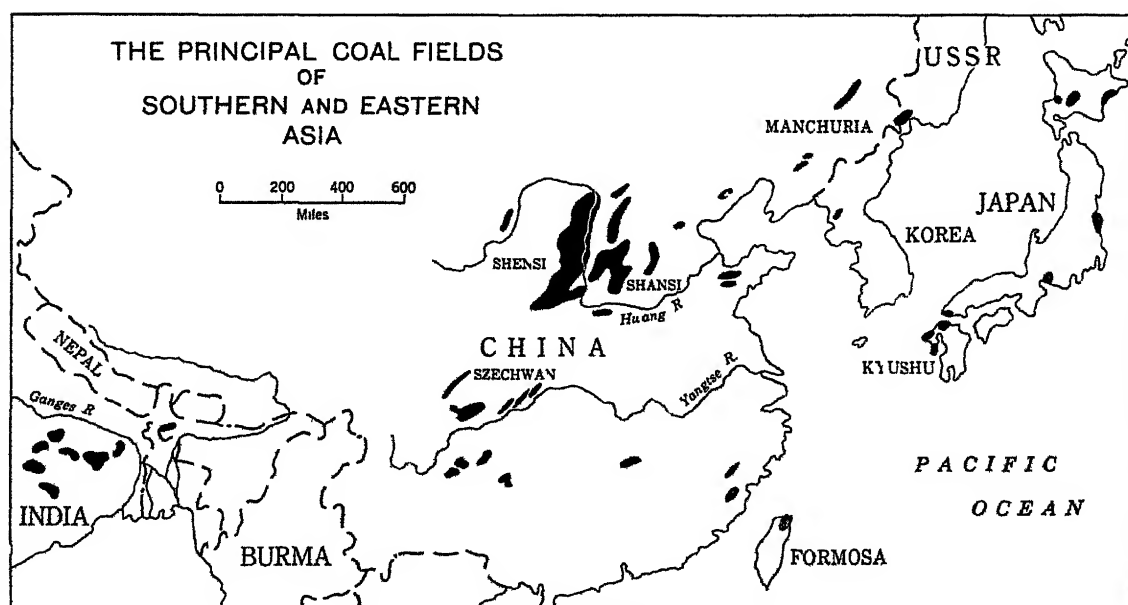 THE PRINCIPAL COAL FIELDS
OF
SOUTHERN AND EASTERN
ASIA
0 200 400 600
Miles
USSR
MANCHURIA
JAPAN
KOREA
SHENSI
SHANSI
Huang R
CHINA
KYUSHU
NEPAL
SZECHWAN
Yangtse R.
Ganges R
PACIFIC
OCEAN
INDIA
BURMA
FORMOSA